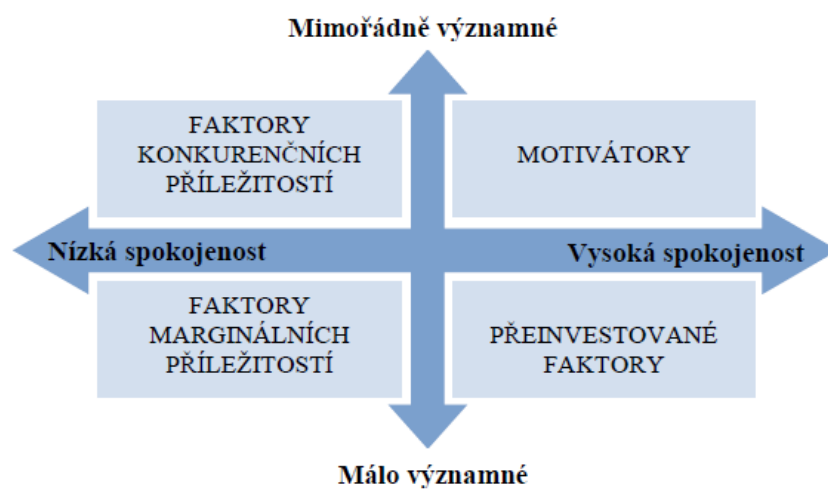 Mimořádně významné
FAKTORY
KONKURENČNÍCH
PŘÍLEŽITOSTÍ
MOTIVÁTORY
Nízká spokojenost
Vysoká spokojenost
FAKTORY
MARGINÁLNÍCH
PŘÍLEŽITOSTÍ
PŘEINVESTOVANÉ
FAKTORY
Málo významné